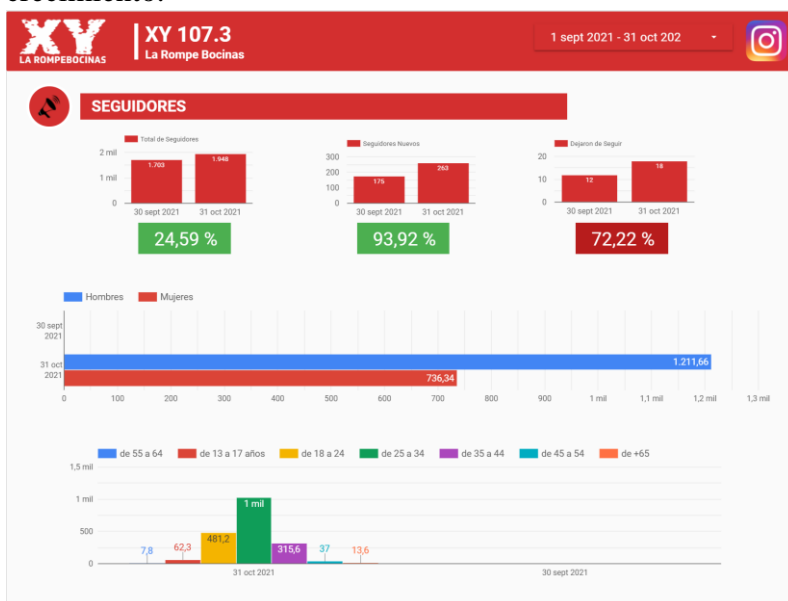 XY
LA ROMPEBOCINAS
XY 107.3
La Rompe Bocinas
1 sept 2021 - 31 oct 202
SEGUIDORES
Total de Seguidores
2 mil
1 mil
0
1.703
1.948
30 sept 2021
31 oct 2021
24,59 %
Seguidores Nuevos
300
200
100
0
175
263
30 sept 2021
31 oct 2021
93,92 %
Dejaron de Seguir
20
10
0
12
18
30 sept 2021
31 oct 2021
72,22 %
Hombres
Mujeres
30 sept
2021
31 oct
2021
1.211,66
736,34
0 100 200 300 400 500 600 700 800 900 1 mil 1,1 mil 1,2 mil 1,3 mil
de 55 a 64 de 13 a 17 años de 18 a 24 de 25 a 34 de 35 a 44 de 45 a 54 de +65
1,5 mil
1 mil
500
0
7,8
62,3
481,2
1 mil
315,6
37
13,6
31 oct 2021
30 sept 2021